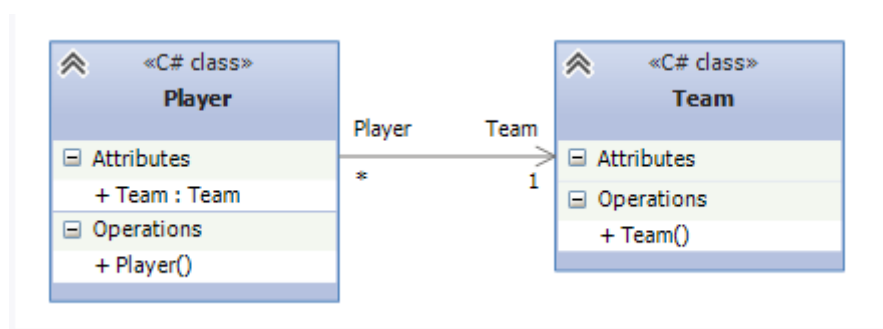 «C# class»
Player
Attributes
+ Team : Team
Operations
+ Player()
Player
Team
*
1
«C# class»
Team
Attributes
Operations
+ Team()